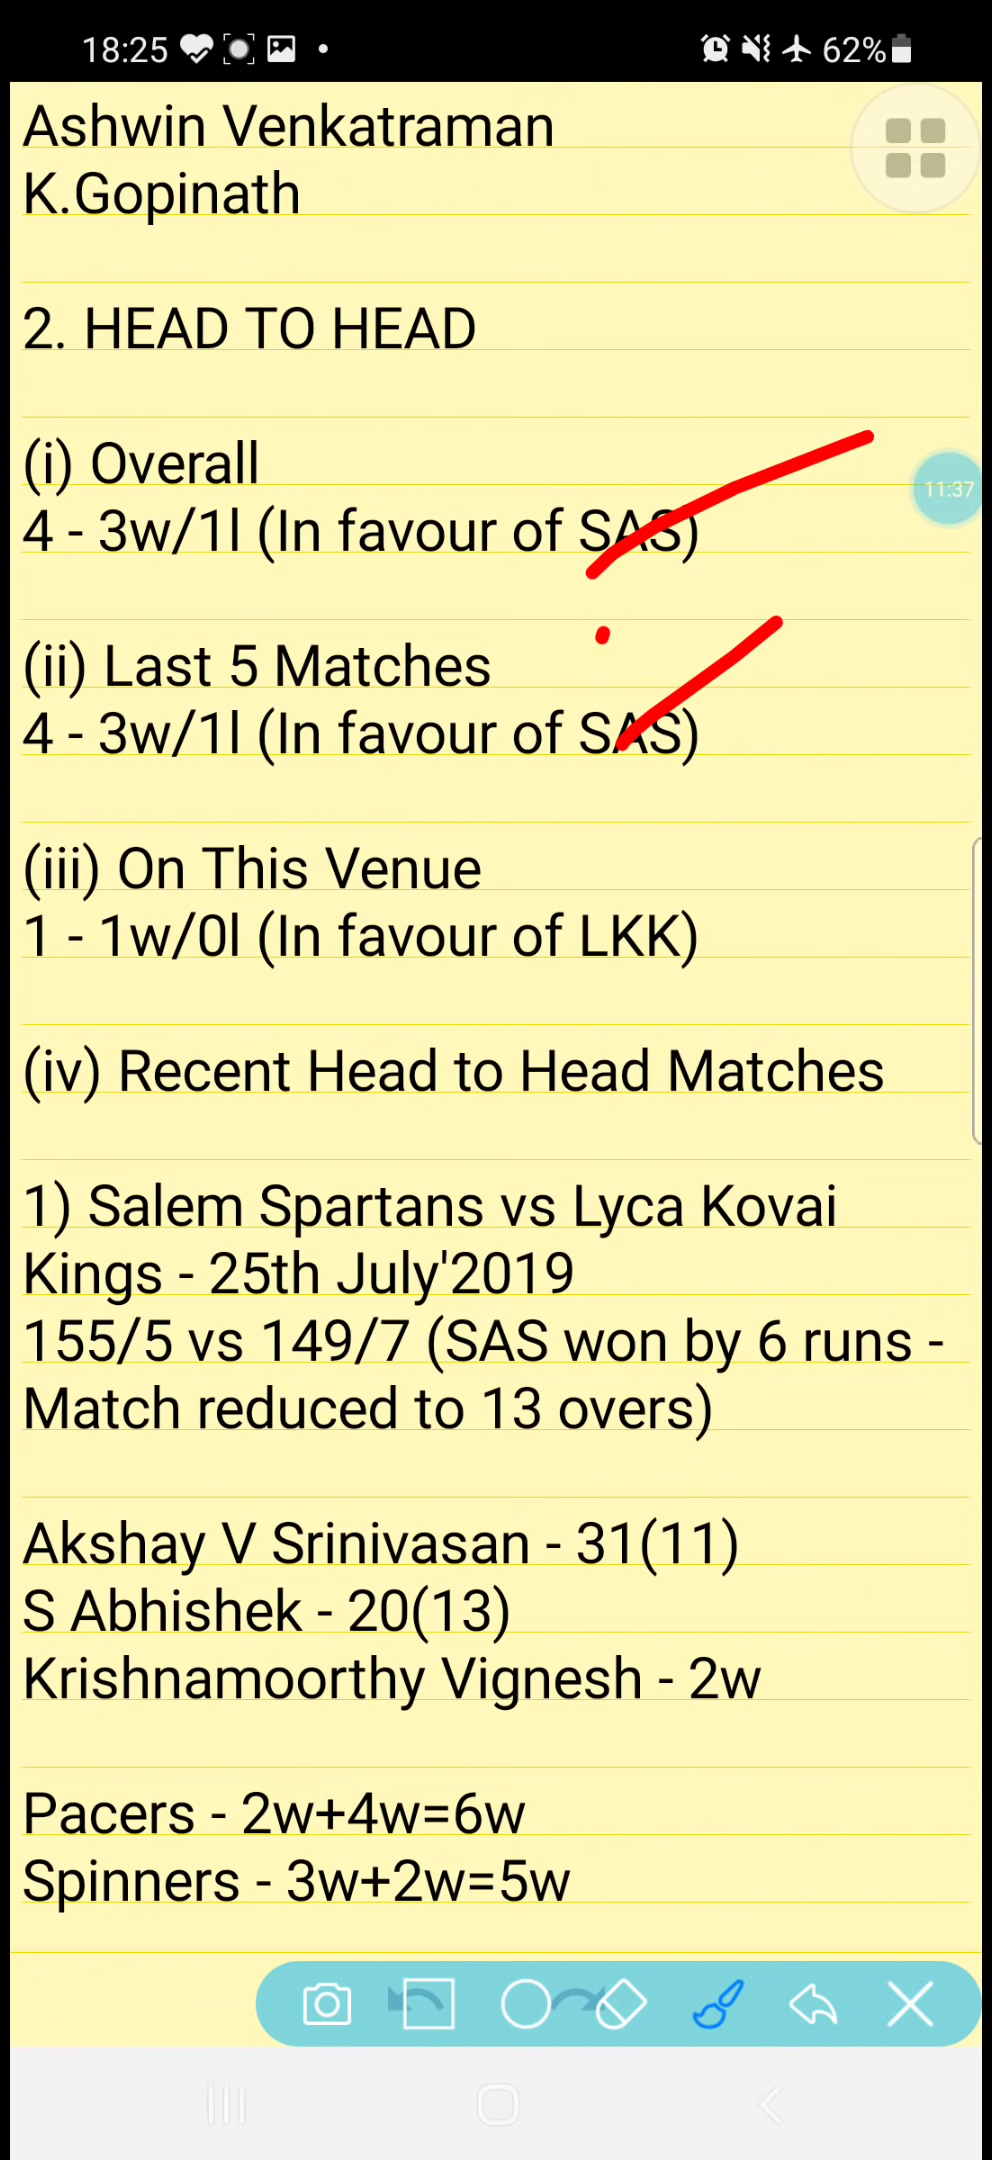 18:25
62%
Ashwin Venkatraman
K.Gopinath
2. HEAD TO HEAD
(i) Overall
4 - 3w/1l (In favour of SAS)
11:37
(ii) Last 5 Matches
4 - 3w/1l (In favour of SAS)
(iii) On This Venue
1 - 1w/0l (In favour of LKK)
(iv) Recent Head to Head Matches
1) Salem Spartans vs Lyca Kovai
Kings - 25th July'2019
155/5 vs 149/7 (SAS won by 6 runs -
Match reduced to 13 overs)
Akshay V Srinivasan - 31(11)
S Abhishek - 20(13)
Krishnamoorthy Vignesh - 2w
Pacers - 2w+4w=6w
Spinners - 3w+2w=5w